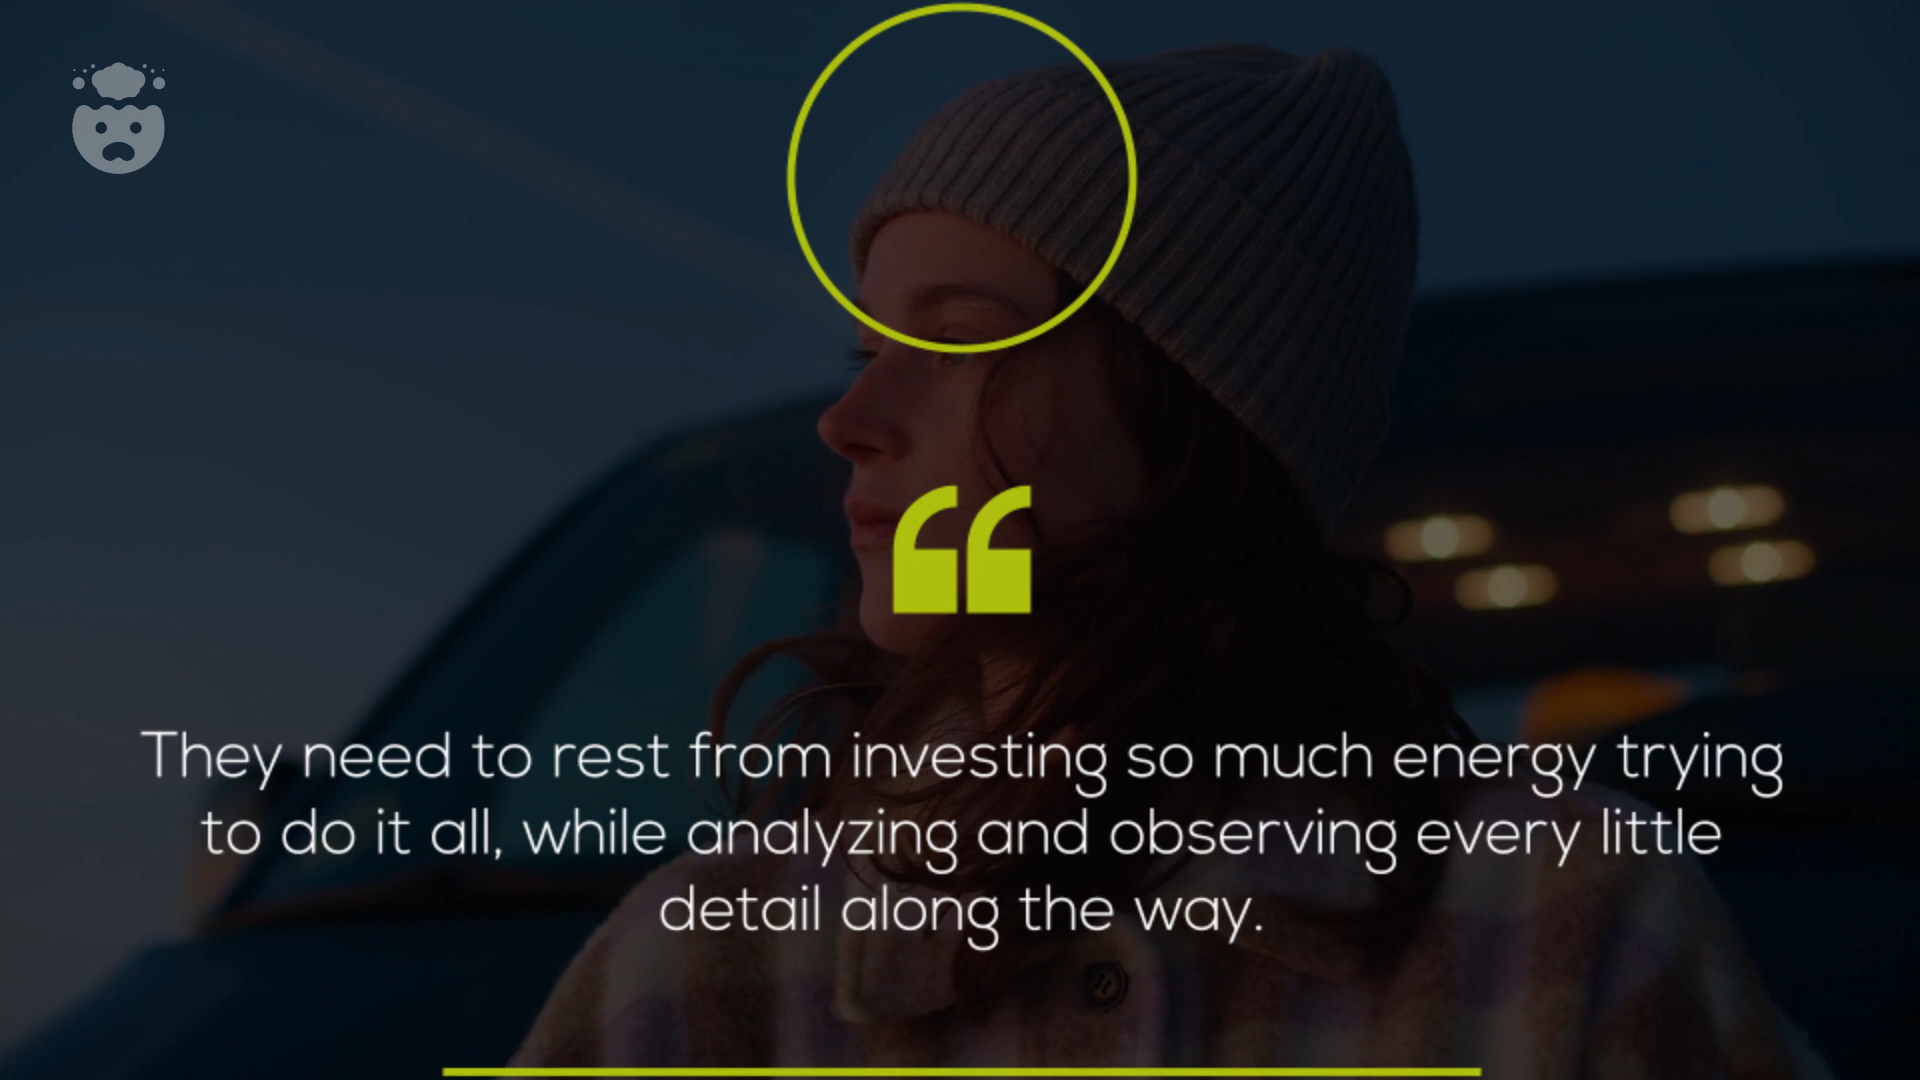 They need to rest from investing so much energy trying
to do it all, while analyzing and observing every little
detail along the way.